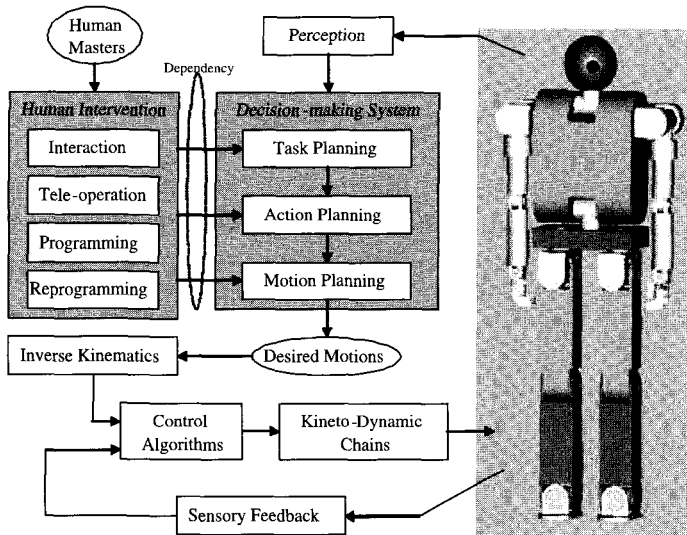 Human
Masters
Perception
Dependency
Human Intervention
Decision-making System
Interaction
Task Planning
Tele-operation
Action Planning
Programming
Reprogramming
Motion Planning
Inverse Kinematics
Desired Motions
Control
Algorithms
Kineto-Dynamic
Chains
Sensory Feedback